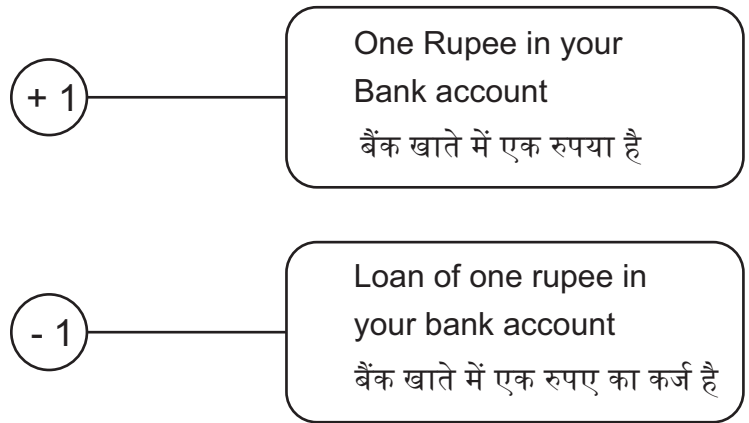 + 1
One Rupee in your
Bank account
बैंक खाते में एक रुपया है
- 1
Loan of one rupee in
your bank account
बैंक खाते में एक रुपए का कर्ज है